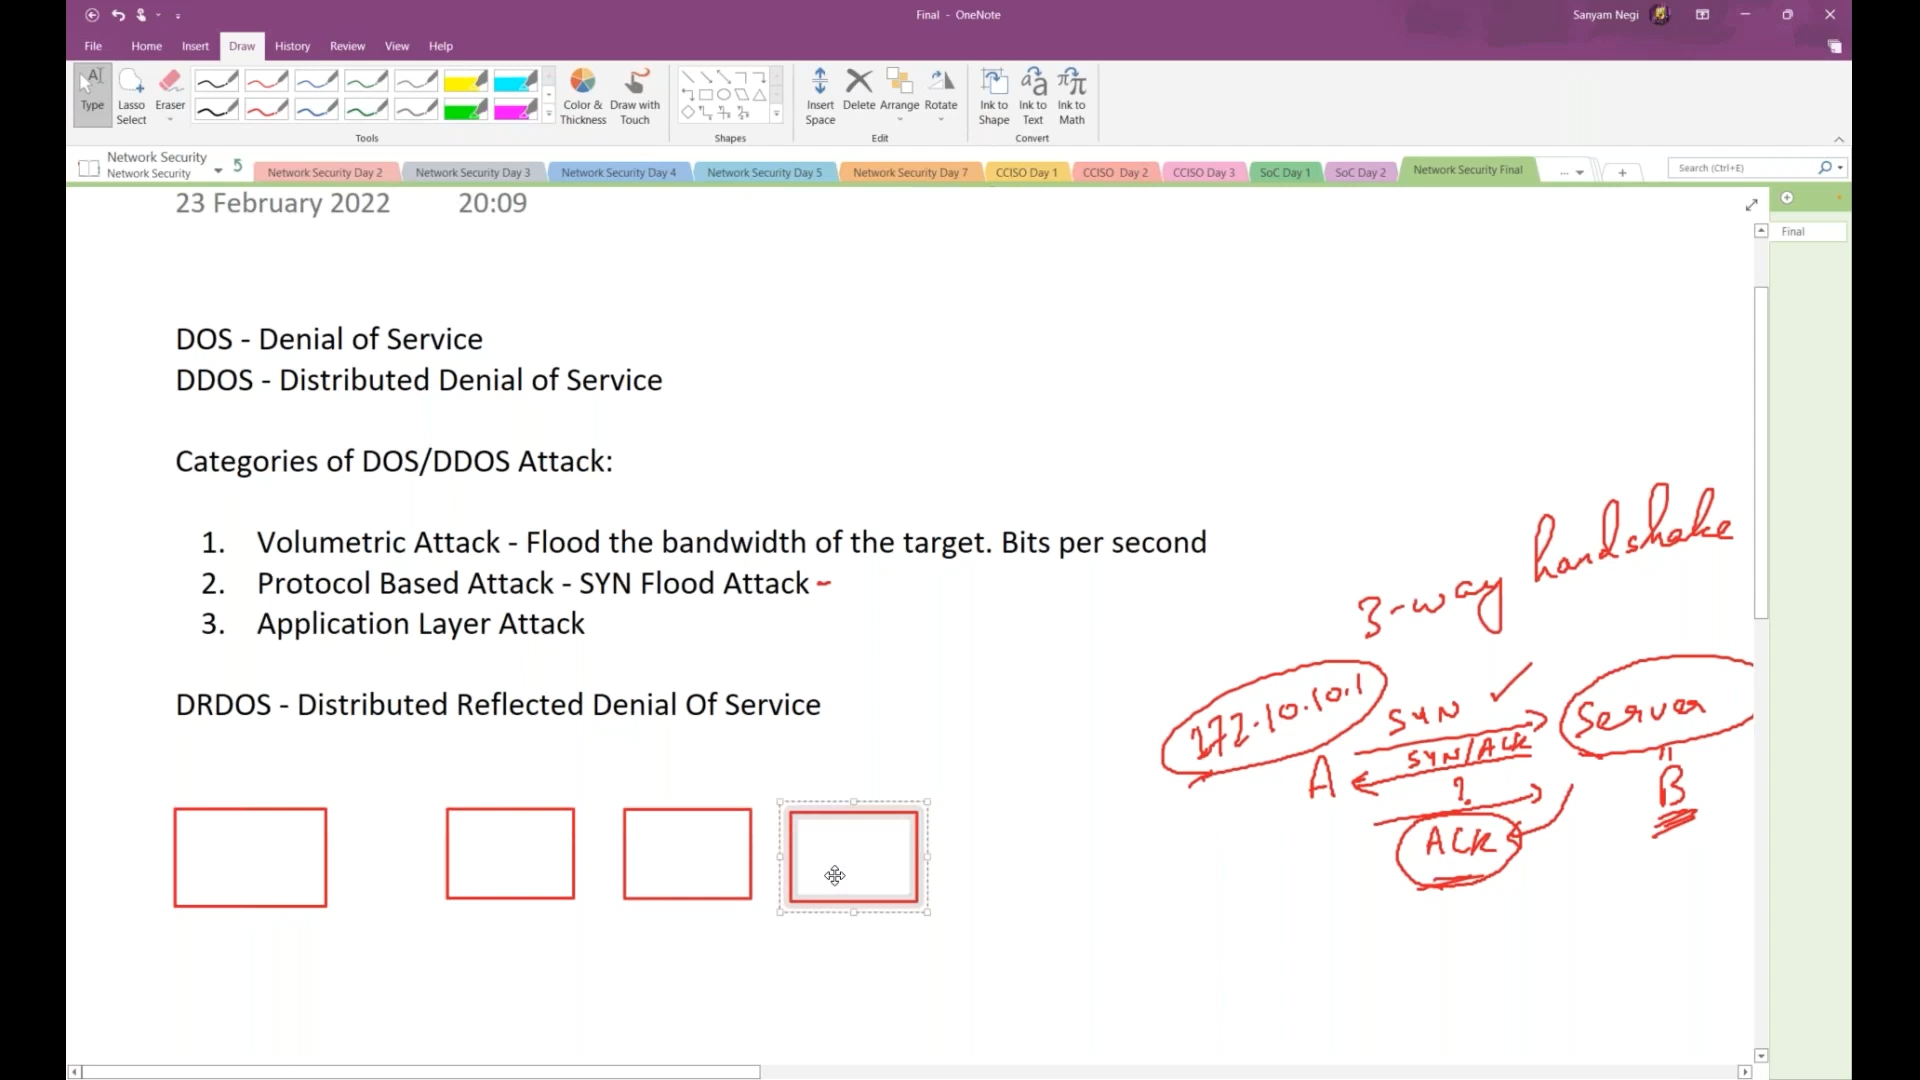 Final - OneNote
Sanyam Negi
File Home Insert Draw History Review View Help
Type
Lasso Select
Eraser
Color & Thickness
Draw with Touch
Insert Space
Delete
Arrange
Rotate
Ink to Shape
Ink to Text
Ink to Math
Tools
Shapes
Edit
Convert
Network Security
Network Security
Network Security Day 2
Network Security Day 3
Network Security Day 4
Network Security Day 5
Network Security Day 7
CCISO Day 1
CCISO Day 2
CCISO Day 3
SoC Day 1
SoC Day 2
Network Security Final
...
Search (Ctrl+E)
Final
23 February 2022 20:09
DOS - Denial of Service
DDOS - Distributed Denial of Service
Categories of DOS/DDOS Attack:
1. Volumetric Attack - Flood the bandwidth of the target. Bits per second
2. Protocol Based Attack - SYN Flood Attack -
3. Application Layer Attack
DRDOS - Distributed Reflected Denial Of Service
3-way handshake
172.10.10.1
SYN
Server
SYN/ACK
A
?
B
ACK